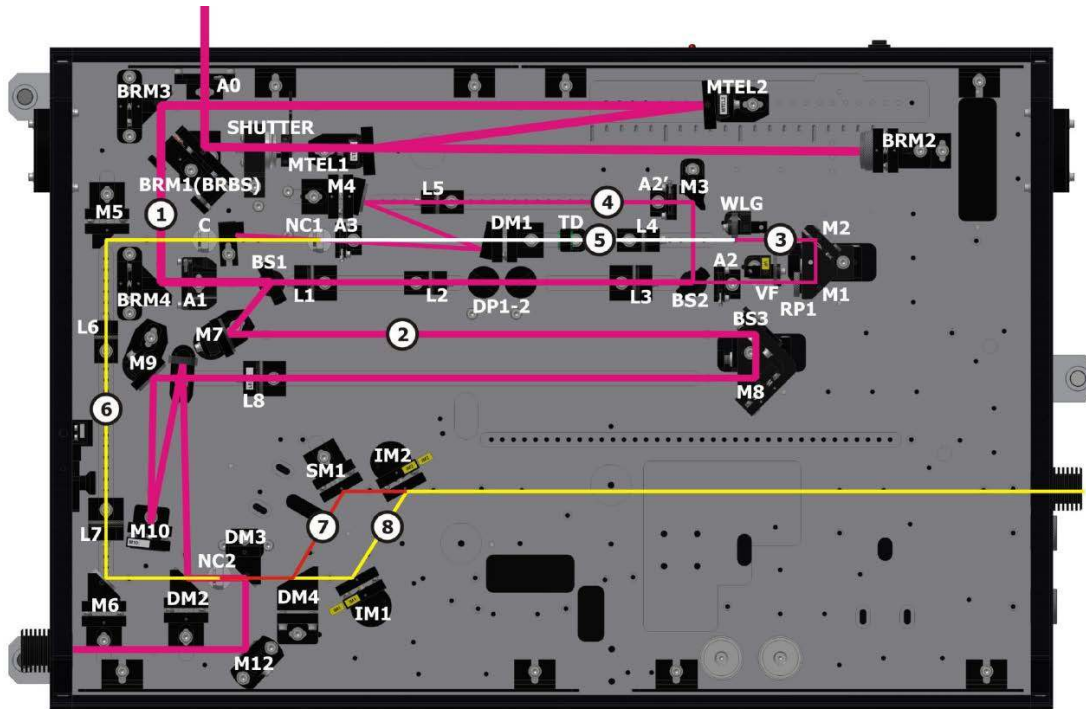 BRM3
A0
MTEL2
SHUTTER
MTEL1
BRM2
BRM1(BRBS)
M4
L5
4
A2'
M3
M5
1
C
NC1
A3
DM1
TD
5
L4
WLG
3
M2
BRM4
A1
BS1
L1
L2
DP1-2
L3
BS2
A2
VF
RP1
M1
L6
M9
M7
2
BS3
L8
M8
6
SM1
IM2
L7
M10
NC2
DM3
7
8
M6
DM2
DM4
IM1
M12